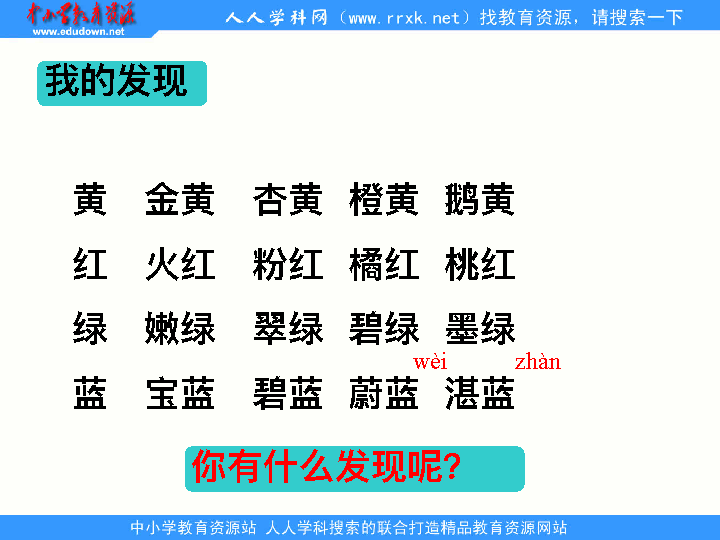 中小学教育资源
www.edudown.net
人人学科网（www.rrxk.net）找教育资源，请搜索一下
我的发现
黄 金黄 杏黄 橙黄 鹅黄
红 火红 粉红 橘红 桃红
绿 嫩绿 翠绿 碧绿 墨绿
wèi zhàn
蓝 宝蓝 碧蓝 蔚蓝 湛蓝
你有什么发现呢?
中小学教育资源站 人人学科搜索的联合打造精品教育资源网站